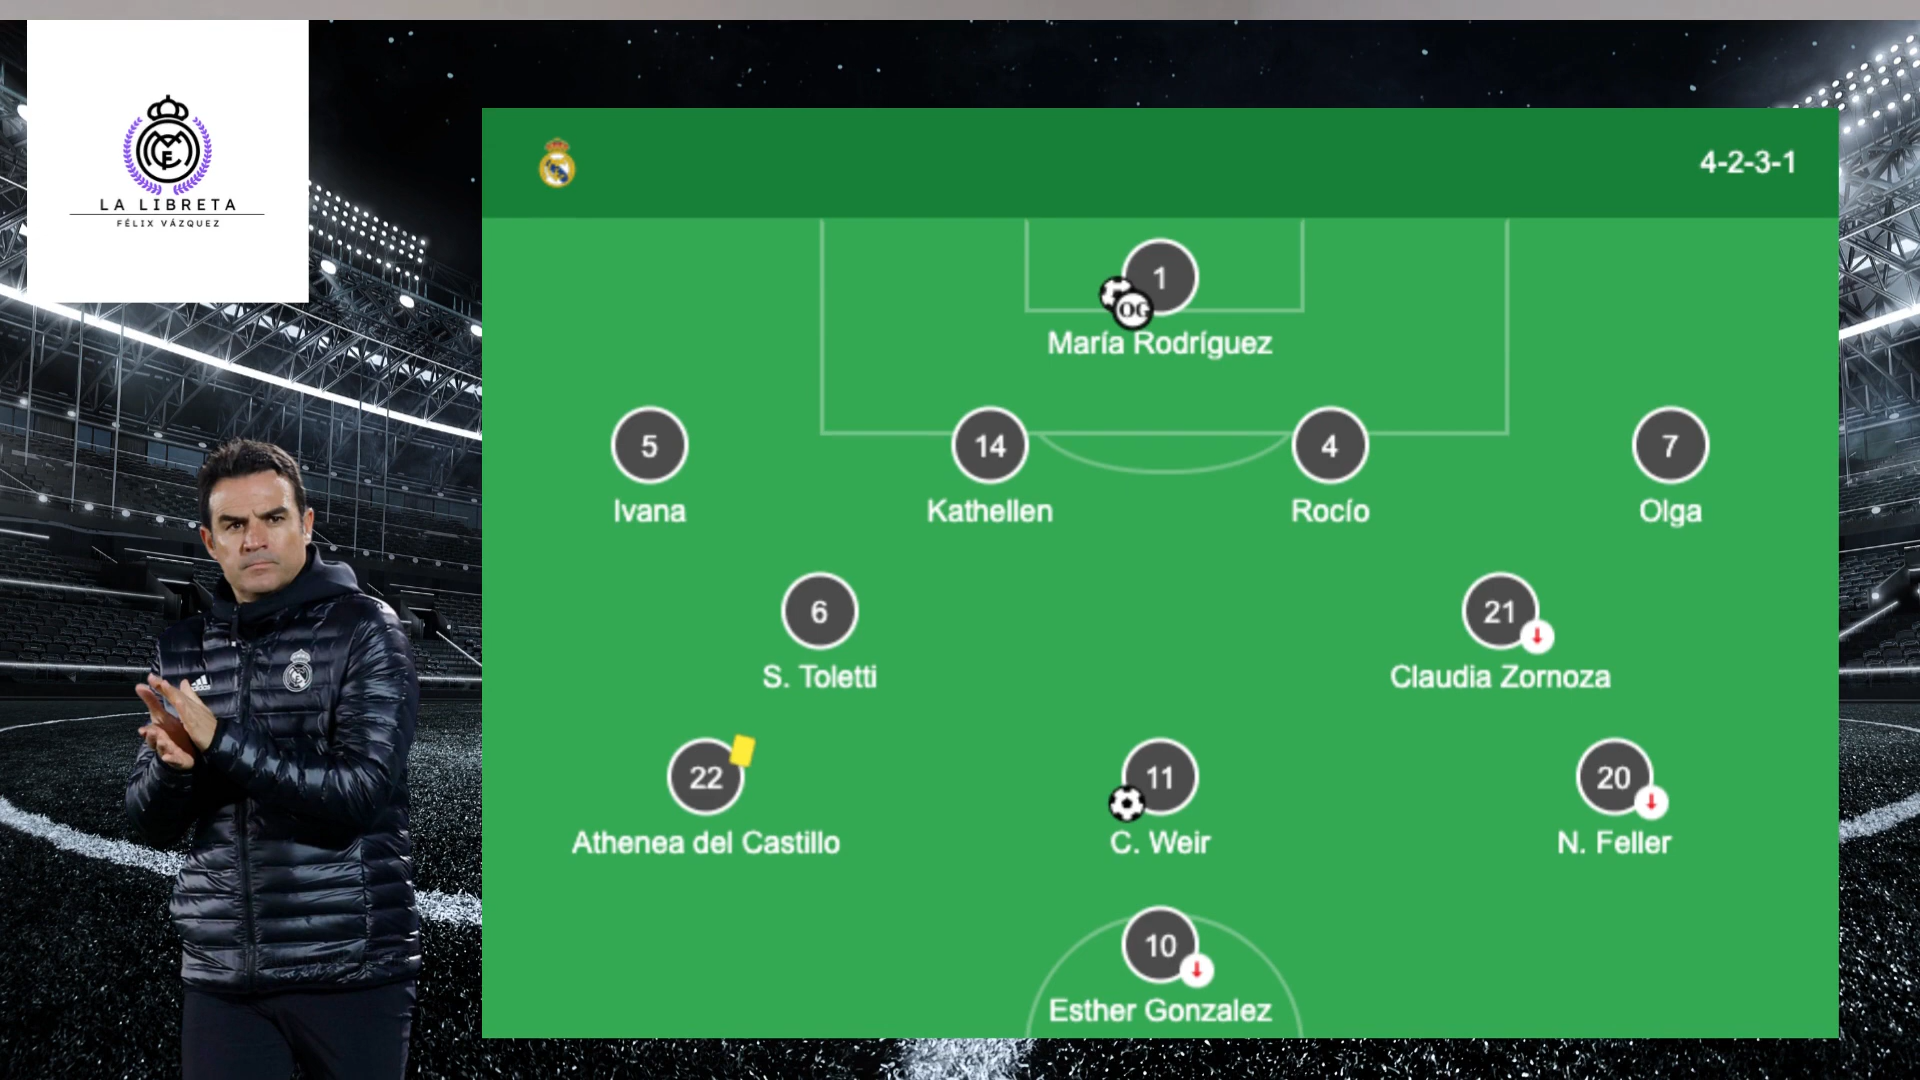 LA LIBRETA
FÉLIX VÁZQUEZ
4-2-3-1
1
OG
María Rodríguez
5
14
4
7
Ivana
Kathellen
Rocío
Olga
6
21
S. Toletti
Claudia Zornoza
22
11
20
Athenea del Castillo
C. Weir
N. Feller
10
Esther Gonzalez